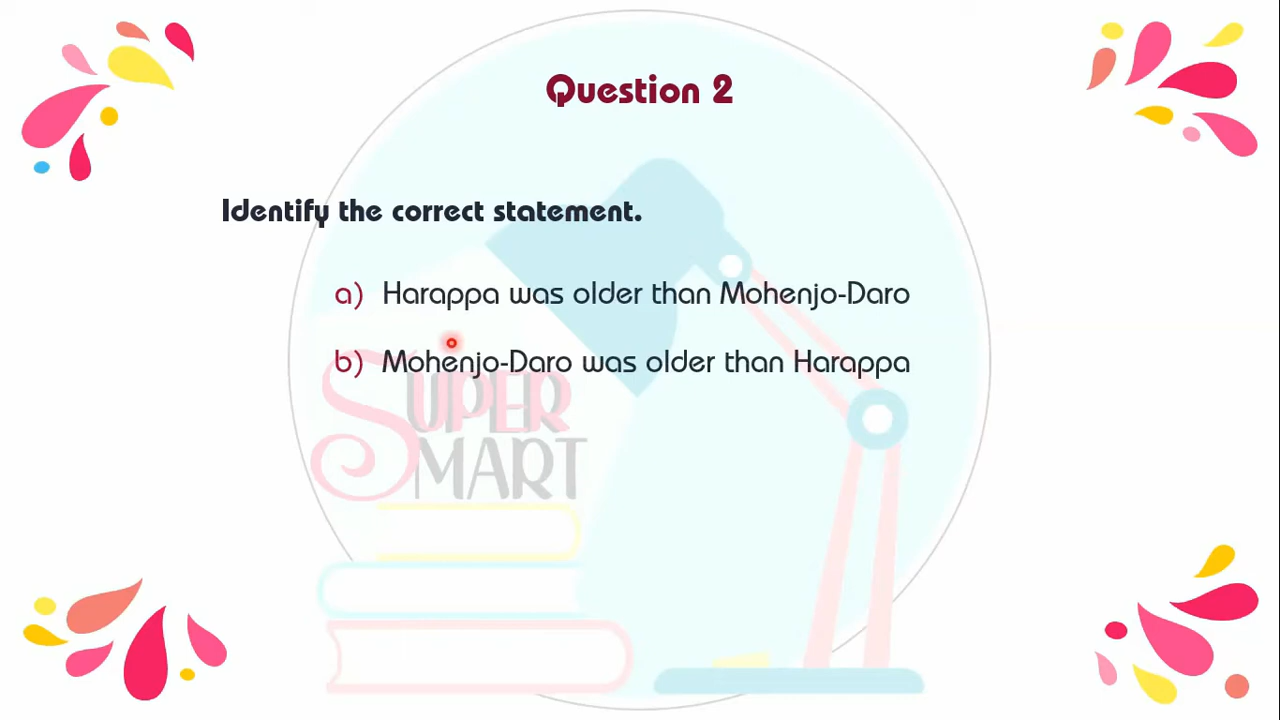 Question 2
Identify the correct statement.
a) Harappa was older than Mohenjo-Daro
b) Mohenjo-Daro was older than Harappa
SUPER
MART